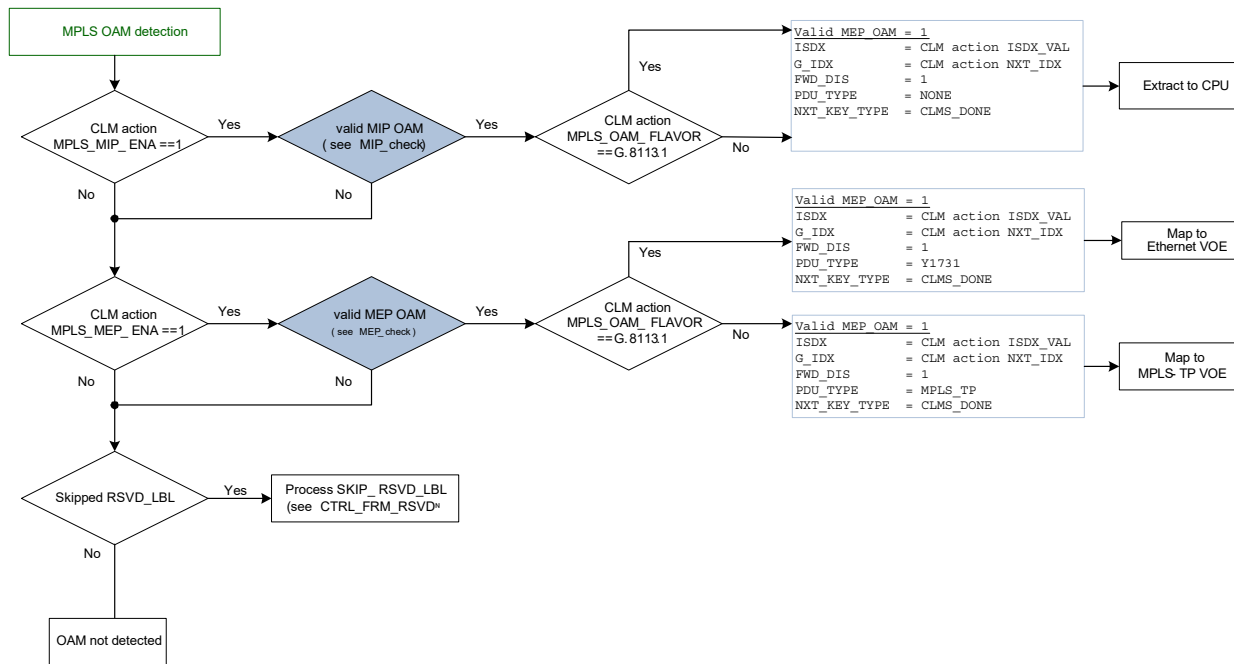 MPLS OAM detection
CLM action
MPLS_MIP_ ENA ==1
Yes
No
valid MIP OAM
( see MIP_check)
Yes
No
CLM action
MPLS_OAM_ FLAVOR
==G.8113.1
Yes
No
Valid MEP_OAM = 1
ISDX = CLM action ISDX_VAL
G_IDX = CLM action NXT_IDX
FWD_DIS = 1
PDU_TYPE = NONE
NXT_KEY_TYPE = CLMS_DONE
Extract to CPU
CLM action
MPLS_MEP_ENA ==1
Yes
No
valid MEP OAM
( see MEP_check )
Yes
No
CLM action
MPLS_OAM_ FLAVOR
==G.8113.1
Yes
No
Valid MEP_OAM = 1
ISDX = CLM action ISDX_VAL
G_IDX = CLM action NXT_IDX
FWD_DIS = 1
PDU_TYPE = Y1731
NXT_KEY_TYPE = CLMS_DONE
Map to
Ethernet VOE
Valid MEP_OAM = 1
ISDX = CLM action ISDX_VAL
G_IDX = CLM action NXT_IDX
FWD_DIS = 1
PDU_TYPE = MPLS_TP
NXT_KEY_TYPE = CLMS_DONE
Map to
MPLS- TP VOE
Skipped RSVD_LBL
Yes
No
Process SKIP_ RSVD_LBL
(see CTRL_FRM_RSVDᴺ
OAM not detected